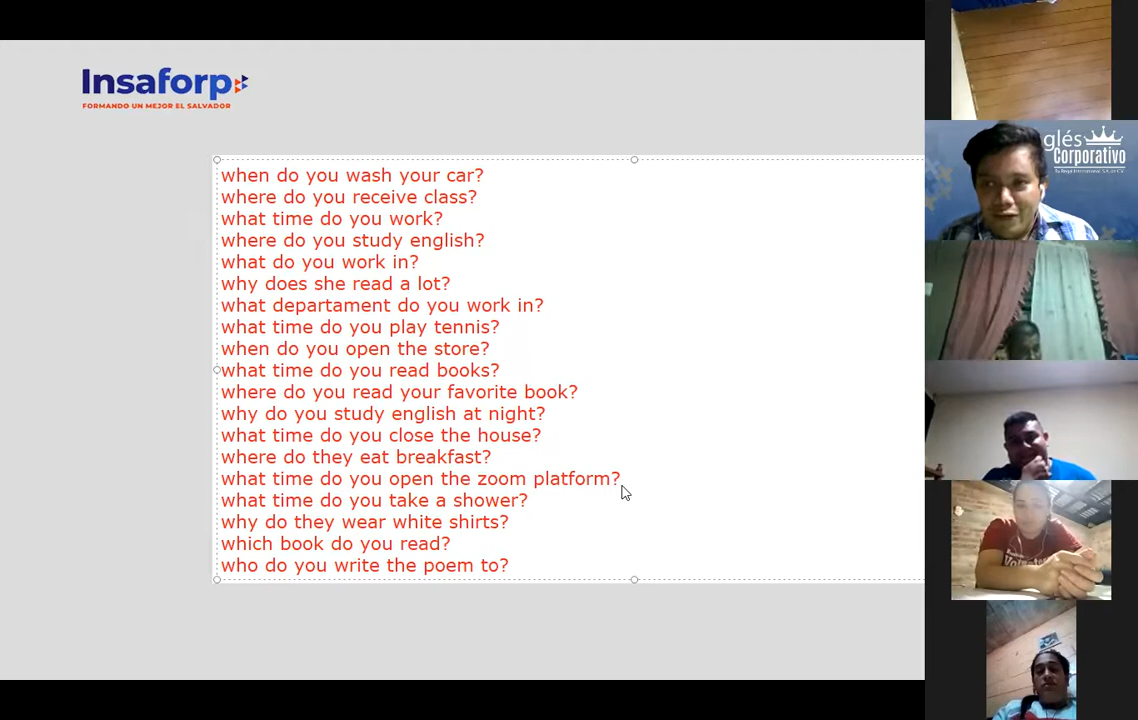 Insaforp
FORMANDO UN MEJOR EL SALVADOR
when do you wash your car?
where do you receive class?
what time do you work?
where do you study english?
what do you work in?
why does she read a lot?
what departament do you work in?
what time do you play tennis?
when do you open the store?
what time do you read books?
where do you read your favorite book?
why do you study english at night?
what time do you close the house?
where do they eat breakfast?
what time do you open the zoom platform?
what time do you take a shower?
why do they wear white shirts?
which book do you read?
who do you write the poem to?
glés
Corporativo